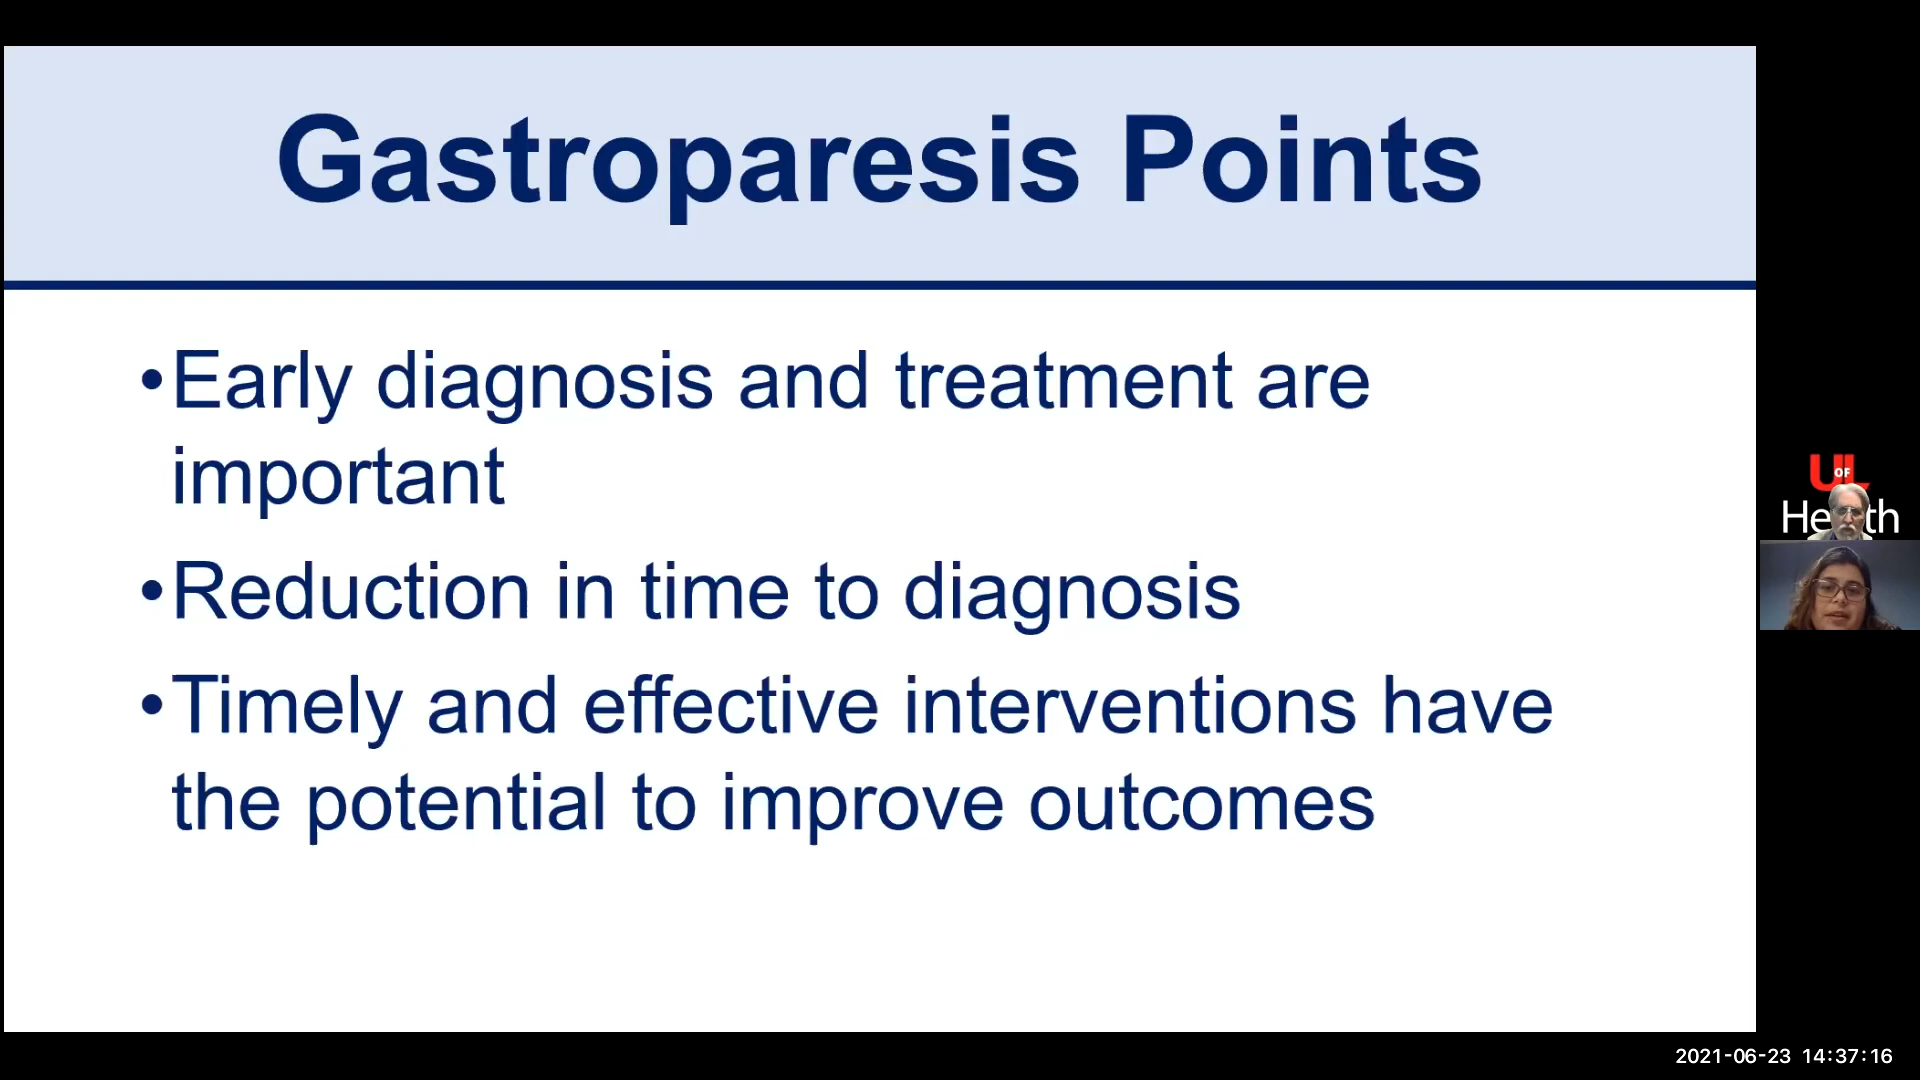 Gastroparesis Points
•Early diagnosis and treatment are
important
•Reduction in time to diagnosis
•Timely and effective interventions have
the potential to improve outcomes
U OF L
2021-06-23 14:37:16